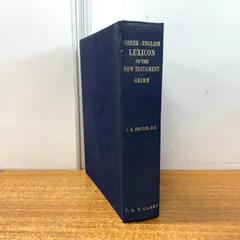 GREEK-ENGLISH
LEXICON
OF THE
NEW TESTAMENT
GRIMM
J. H. THAYER, D.D.
T. & T. CLARK